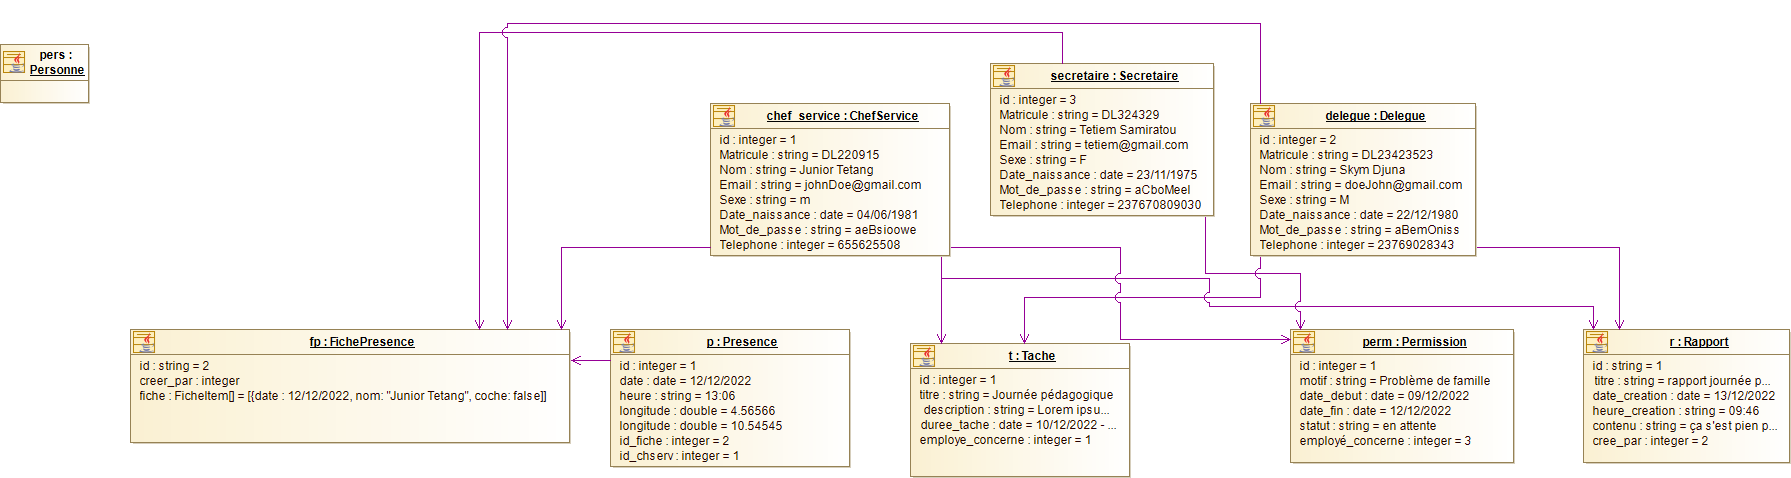 pers :
Personne
secretaire : Secretaire
id : integer = 3
Matricule : string = DL324329
Nom : string = Tetiem Samiratou
Email : string = tetiem@gmail.com
Sexe : string = F
Date_naissance : date = 23/11/1975
Mot_de_passe : string = aCboMeel
Telephone : integer = 237670809030
chef_service : ChefService
id : integer = 1
Matricule : string = DL220915
Nom : string = Junior Tetang
Email : string = johnDoe@gmail.com
Sexe : string = m
Date_naissance : date = 04/06/1981
Mot_de_passe : string = aeBsioowe
Telephone : integer = 655625508
delegue : Delegue
id : integer = 2
Matricule : string = DL23423523
Nom : string = Skym Djuna
Email : string = doeJohn@gmail.com
Sexe : string = M
Date_naissance : date = 22/12/1980
Mot_de_passe : string = aBemOniss
Telephone : integer = 23769028343
fp : FichePresence
id : string = 2
creer_par : integer
fiche : FicheItem[] = [{date : 12/12/2022, nom: "Junior Tetang", coche: false]]
p : Presence
id : integer = 1
date : date = 12/12/2022
heure : string = 13:06
longitude : double = 4.56566
longitude : double = 10.54545
id_fiche : integer = 2
id_chserv : integer = 1
t : Tache
id : integer = 1
titre : string = Journée pédagogique
description : string = Lorem ipsu...
duree_tache : date = 10/12/2022 - ...
employe_concerne : integer = 1
perm : Permission
id : integer = 1
motif : string = Problème de famille
date_debut : date = 09/12/2022
date_fin : date = 12/12/2022
statut : string = en attente
employé_concerne : integer = 3
r : Rapport
id : string = 1
titre : string = rapport journée p...
date_creation : date = 13/12/2022
heure_creation : string = 09:46
contenu : string = ça s'est pien p...
cree_par : integer = 2